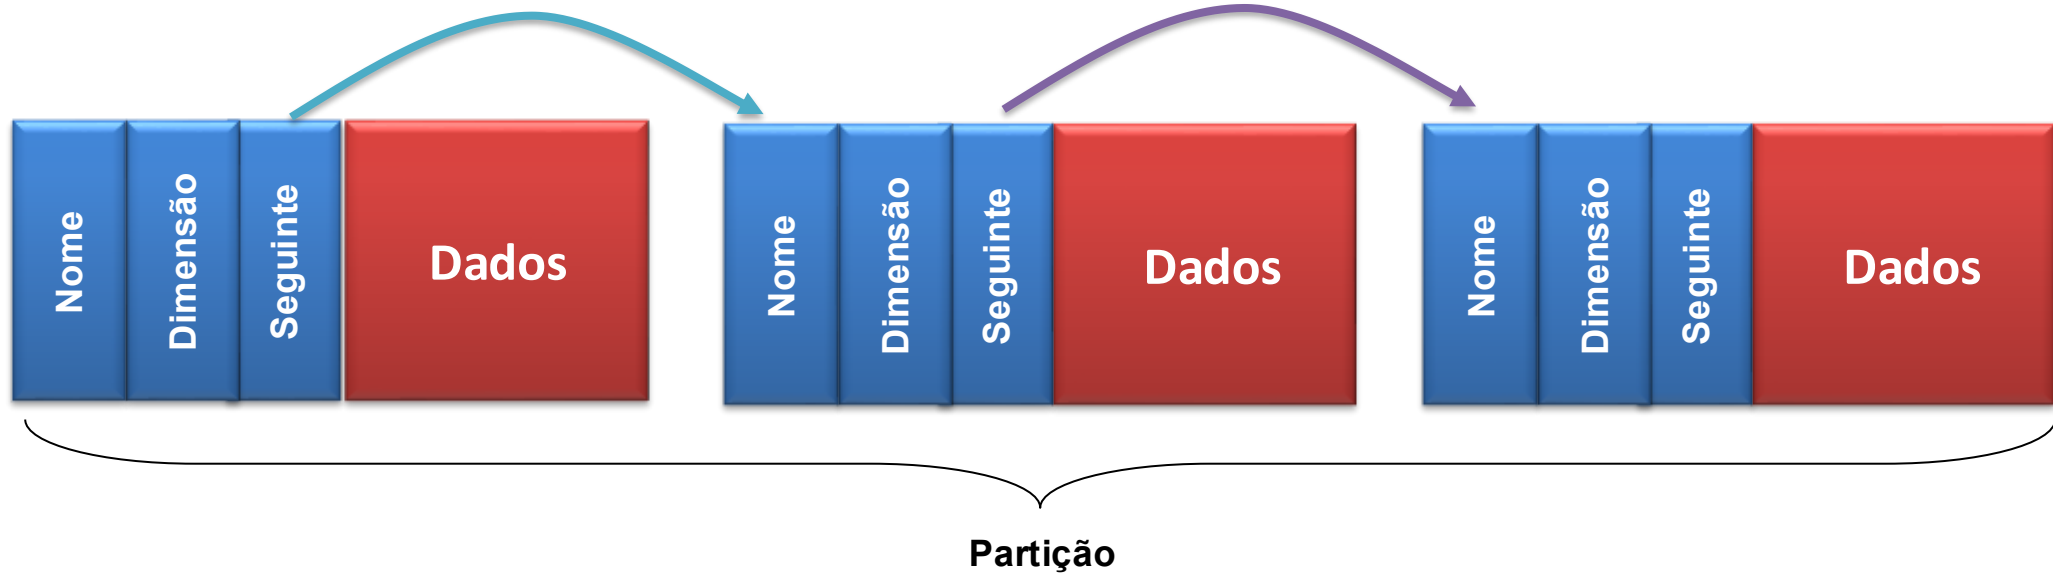 Nome
Dimensão
Seguinte
Dados
Nome
Dimensão
Seguinte
Dados
Nome
Dimensão
Seguinte
Dados
Partição